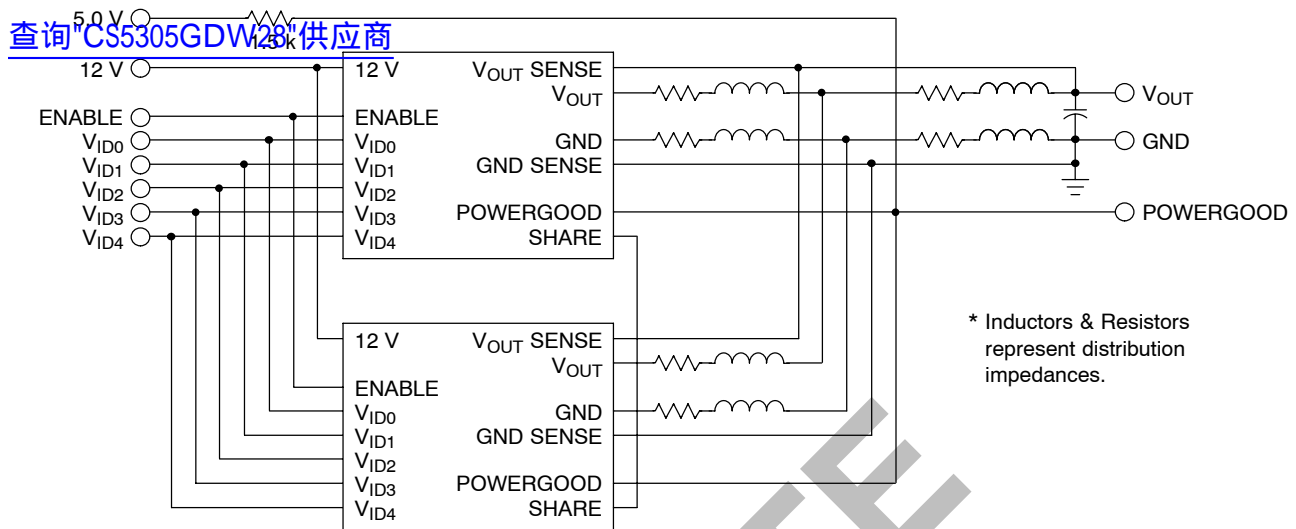 5.0 V
查询"CS5305GDW28"供应商
1.5 k
12 V
ENABLE
VID0
VID1
VID2
VID3
VID4
12 V
ENABLE
VID0
VID1
VID2
VID3
VID4
VOUT SENSE
VOUT
GND
GND SENSE
POWERGOOD
SHARE
VOUT
GND
POWERGOOD
12 V
ENABLE
VID0
VID1
VID2
VID3
VID4
VOUT SENSE
VOUT
GND
GND SENSE
POWERGOOD
SHARE
* Inductors & Resistors
represent distribution
impedances.
TE